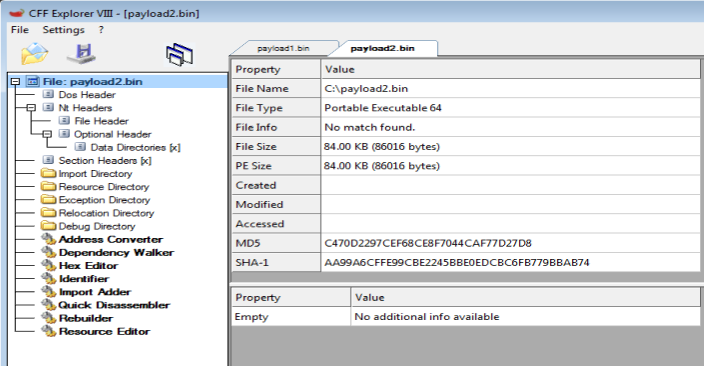 CFF Explorer VIII - [payload2.bin]
File Settings ?
payload1.bin payload2.bin
File: payload2.bin
Dos Header
Nt Headers
File Header
Optional Header
Data Directories [x]
Section Headers [x]
Import Directory
Resource Directory
Exception Directory
Relocation Directory
Debug Directory
Address Converter
Dependency Walker
Hex Editor
Identifier
Import Adder
Quick Disassembler
Rebuilder
Resource Editor
Property Value
File Name C:\payload2.bin
File Type Portable Executable 64
File Info No match found.
File Size 84.00 KB (86016 bytes)
PE Size 84.00 KB (86016 bytes)
Created
Modified
Accessed
MD5 C470D2297CEF68CE8F7044CAF77D27D8
SHA-1 AA99A6CFFE99CBE2245BBE0EDCBC6FB779BBAB74
Property Value
Empty No additional info available